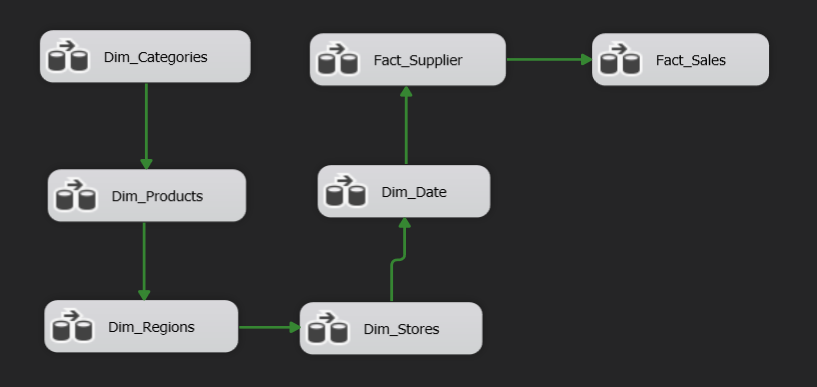 Dim_Categories
Dim_Products
Dim_Regions
Dim_Stores
Dim_Date
Fact_Supplier
Fact_Sales